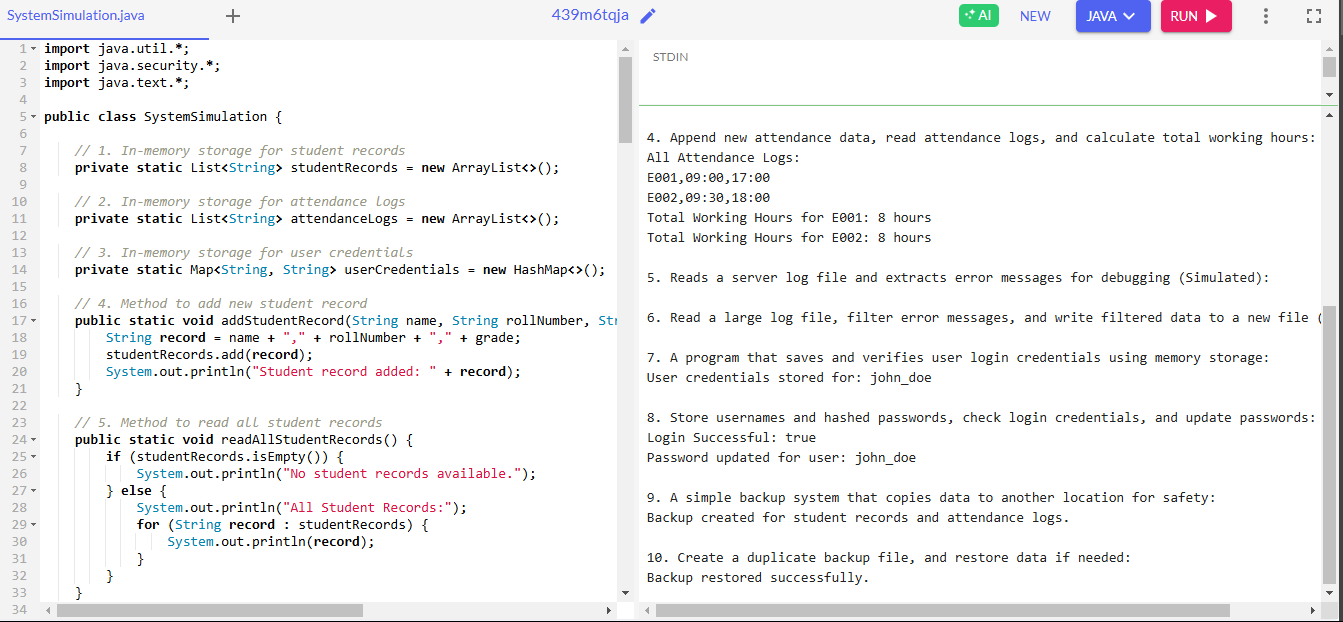 SystemSimulation.java
+
439m6tqja
AI
NEW
JAVA
RUN
1 import java.util.*;
2 import java.security.*;
3 import java.text.*;
4
5 public class SystemSimulation {
6
7 // 1. In-memory storage for student records
8 private static List<String> studentRecords = new ArrayList<>();
9
10 // 2. In-memory storage for attendance logs
11 private static List<String> attendanceLogs = new ArrayList<>();
12
13 // 3. In-memory storage for user credentials
14 private static Map<String, String> userCredentials = new HashMap<>();
15
16 // 4. Method to add new student record
17 public static void addStudentRecord(String name, String rollNumber, Str
18 String record = name + "," + rollNumber + "," + grade;
19 studentRecords.add(record);
20 System.out.println("Student record added: " + record);
21 }
22
23 // 5. Method to read all student records
24 public static void readAllStudentRecords() {
25 if (studentRecords.isEmpty()) {
26 System.out.println("No student records available.");
27 } else {
28 System.out.println("All Student Records:");
29 for (String record : studentRecords) {
30 System.out.println(record);
31 }
32 }
33 }
34
STDIN
4. Append new attendance data, read attendance logs, and calculate total working hours:
All Attendance Logs:
E001,09:00,17:00
E002,09:30,18:00
Total Working Hours for E001: 8 hours
Total Working Hours for E002: 8 hours
5. Reads a server log file and extracts error messages for debugging (Simulated):
6. Read a large log file, filter error messages, and write filtered data to a new file (
7. A program that saves and verifies user login credentials using memory storage:
User credentials stored for: john_doe
8. Store usernames and hashed passwords, check login credentials, and update passwords:
Login Successful: true
Password updated for user: john_doe
9. A simple backup system that copies data to another location for safety:
Backup created for student records and attendance logs.
10. Create a duplicate backup file, and restore data if needed:
Backup restored successfully.